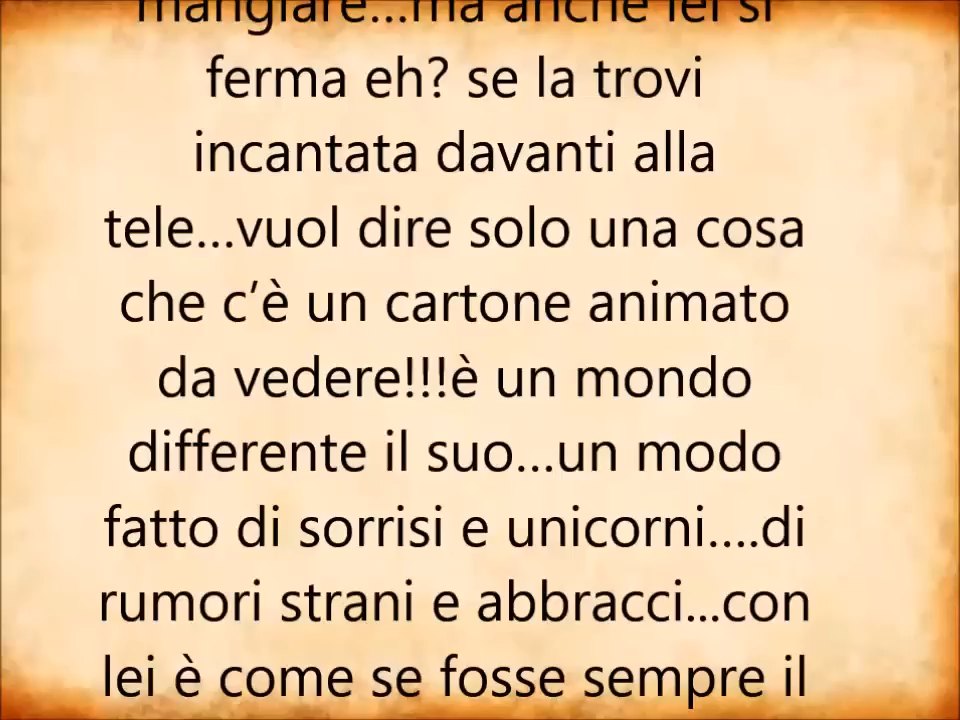 mangiare...ma anche lei si
ferma eh? se la trovi
incantata davanti alla
tele...vuol dire solo una cosa
che c’è un cartone animato
da vedere!!!è un mondo
differente il suo...un modo
fatto di sorrisi e unicorni....di
rumori strani e abbracci...con
lei è come se fosse sempre il